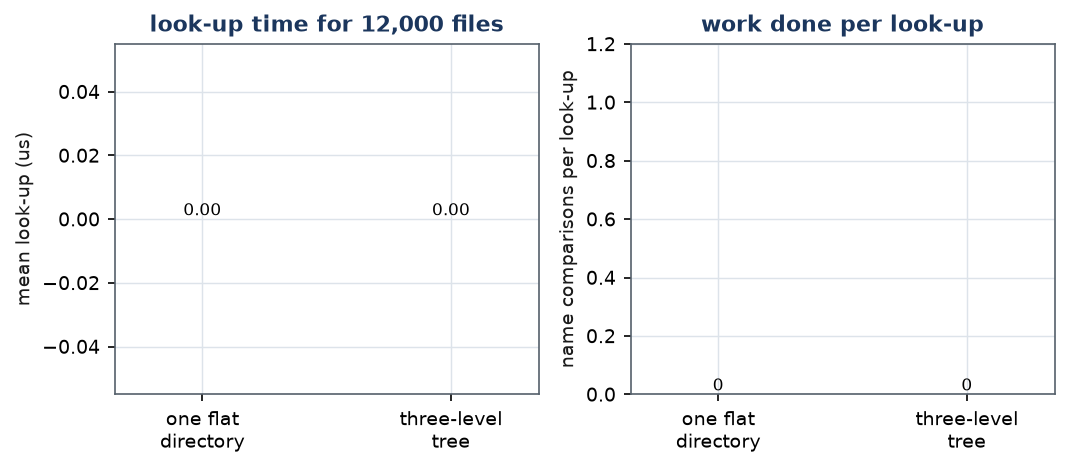 look-up time for 12,000 files
mean look-up (us)
0.04
0.02
0.00
−0.02
−0.04
0.00
0.00
one flat
directory
three-level
tree
work done per look-up
name comparisons per look-up
1.2
1.0
0.8
0.6
0.4
0.2
0.0
0
0
one flat
directory
three-level
tree